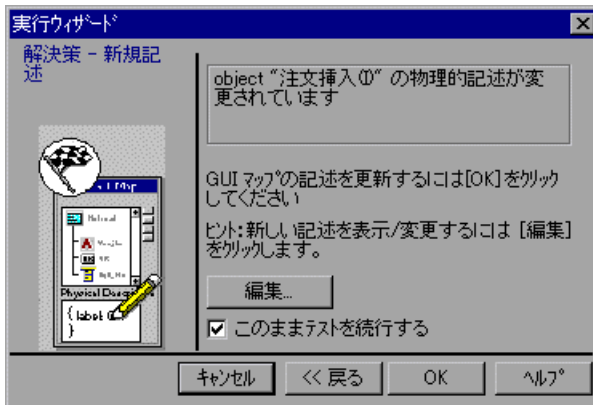 実行ウィザード
解決策 - 新規記
述
object “注文挿入①” の物理的記述が変
更されています
GUI マップの記述を更新するには[OK]をクリック
してください
ヒント:新しい記述を表示/変更するには [編集]
をクリックします。
編集...
このままテストを続行する
Physical Desc
{ label:
}
キャンセル
<< 戻る
OK
ヘルプ